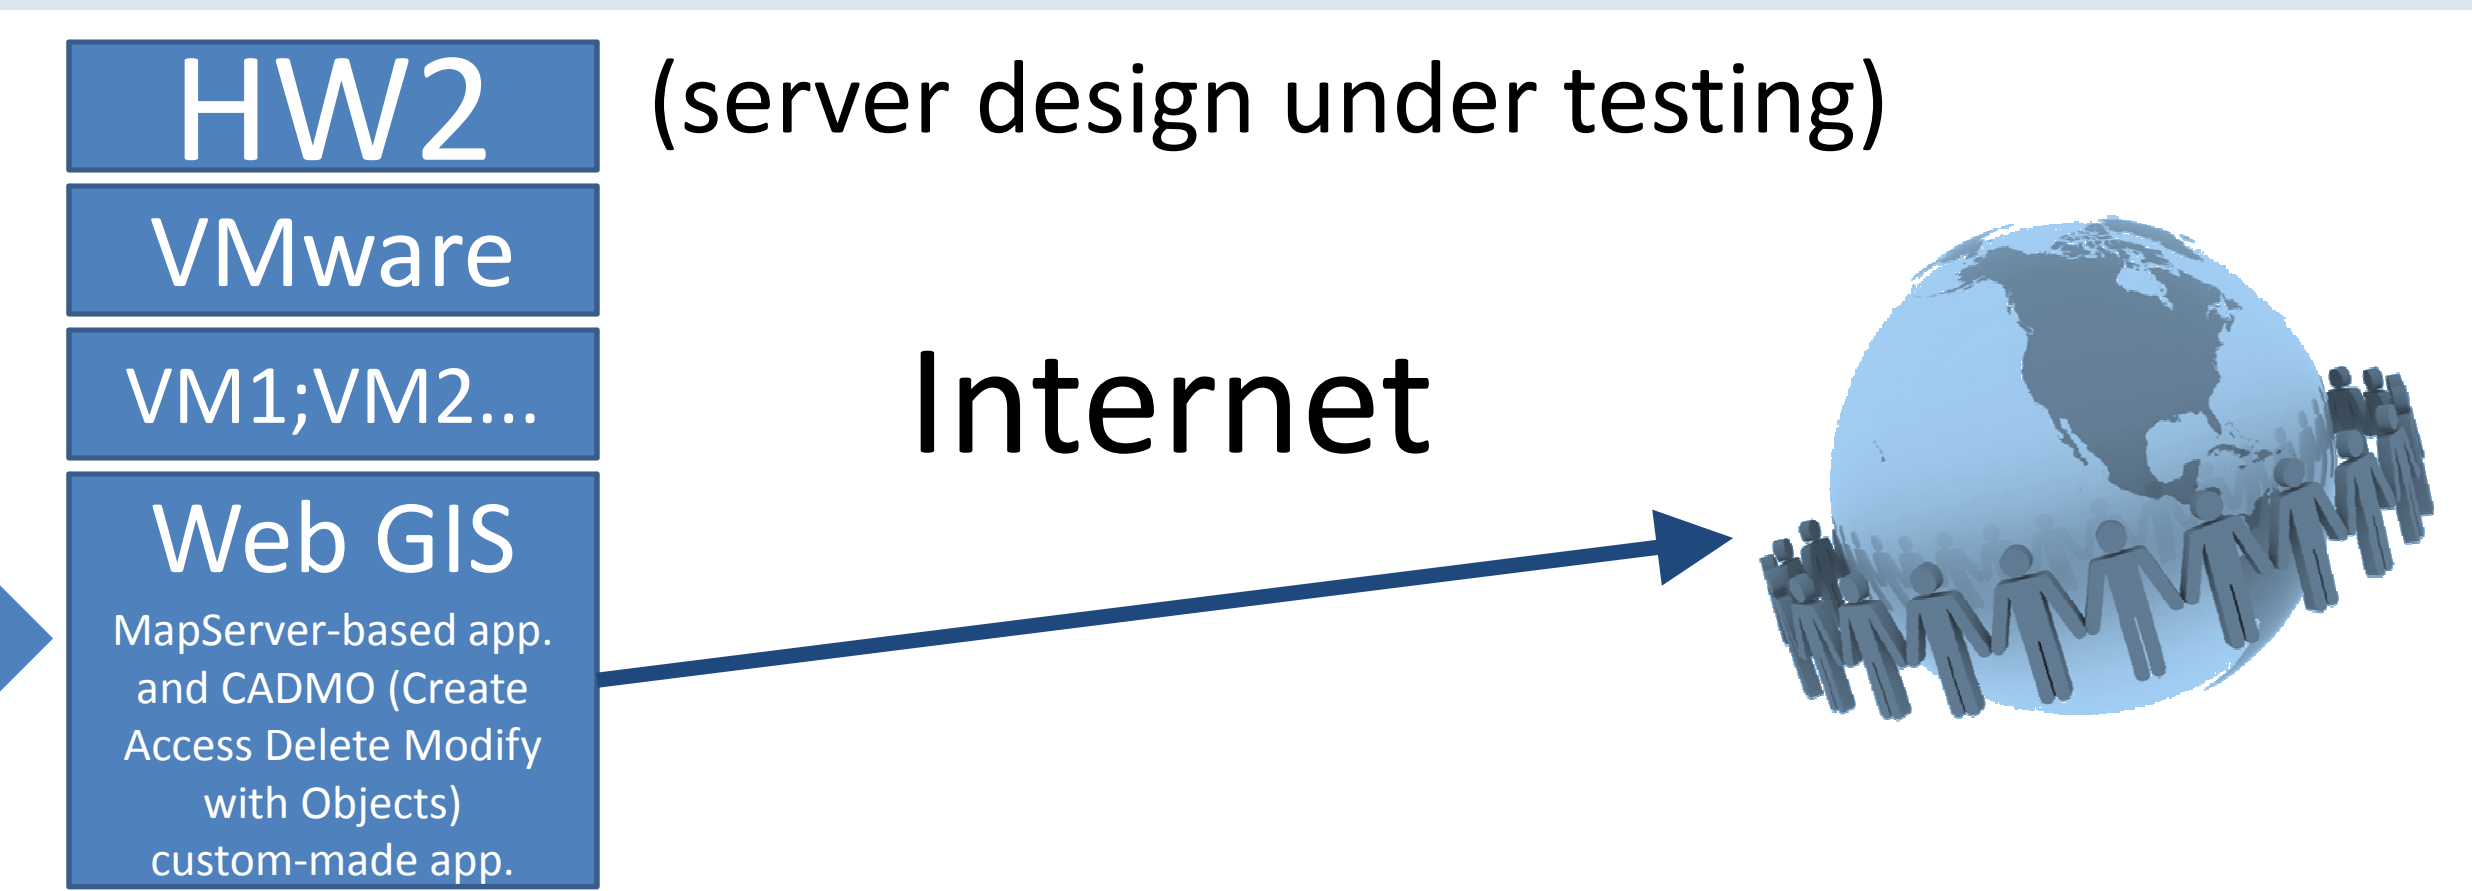 HW2
(server design under testing)
VMware
VM1;VM2...
Internet
Web GIS
MapServer-based app.
and CADMO (Create
Access Delete Modify
with Objects)
custom-made app.